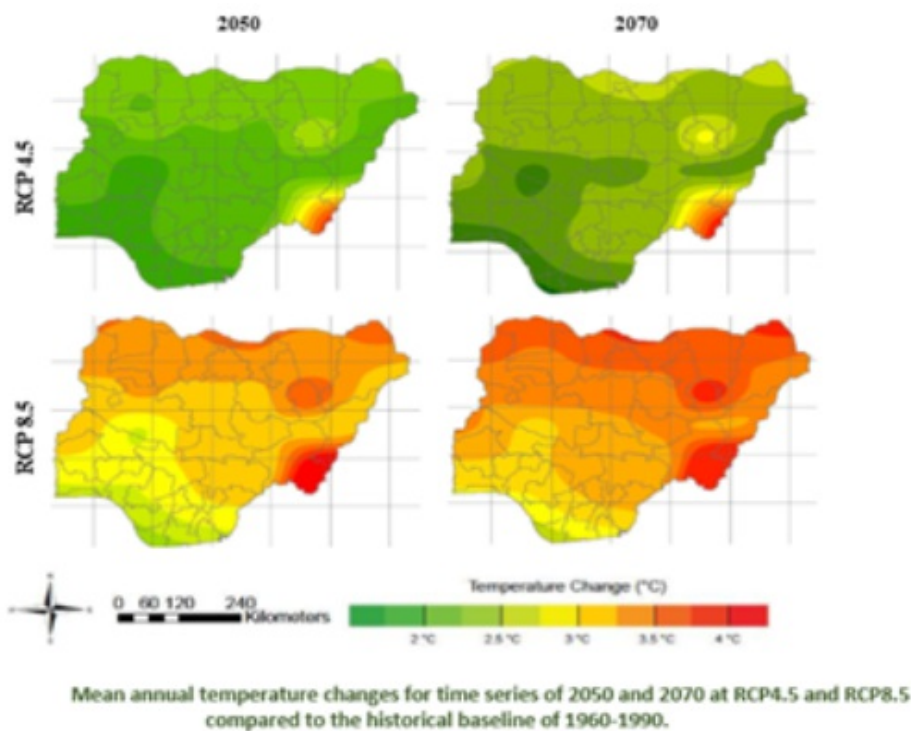 2050
2070
RCP 4.5
RCP 8.5
Temperature Change (°C)
0 60 120 240
Kilometers
2 °C 2.5 °C 3 °C 3.5 °C 4 °C
Mean annual temperature changes for time series of 2050 and 2070 at RCP4.5 and RCP8.5
compared to the historical baseline of 1960-1990.